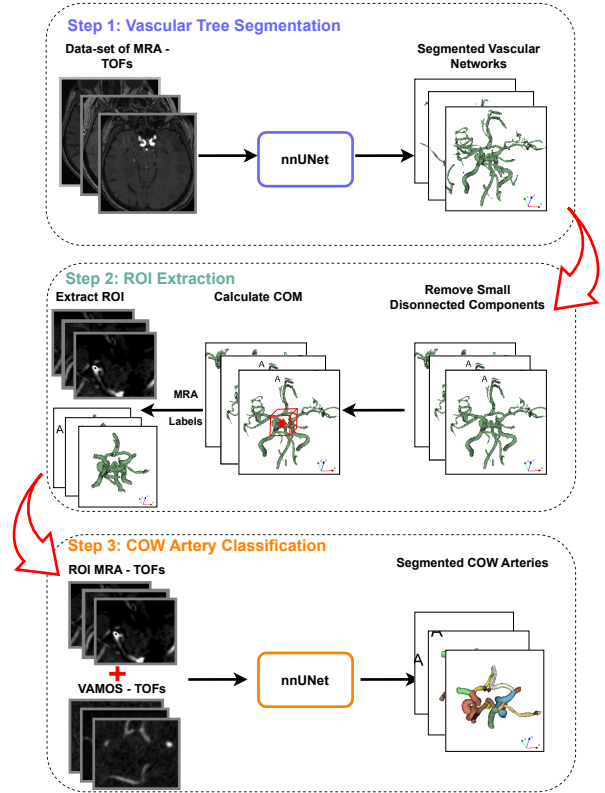 Step 1: Vascular Tree Segmentation
Data-set of MRA -
TOFs
Segmented Vascular
Networks
nnUNet
Step 2: ROI Extraction
Extract ROI
Calculate COM
Remove Small
Disonnected Components
A
A
MRA
Labels
A
I
Step 3: COW Artery Classification
ROI MRA - TOFs
Segmented COW Arteries
+
VAMOS - TOFs
nnUNet
A
A